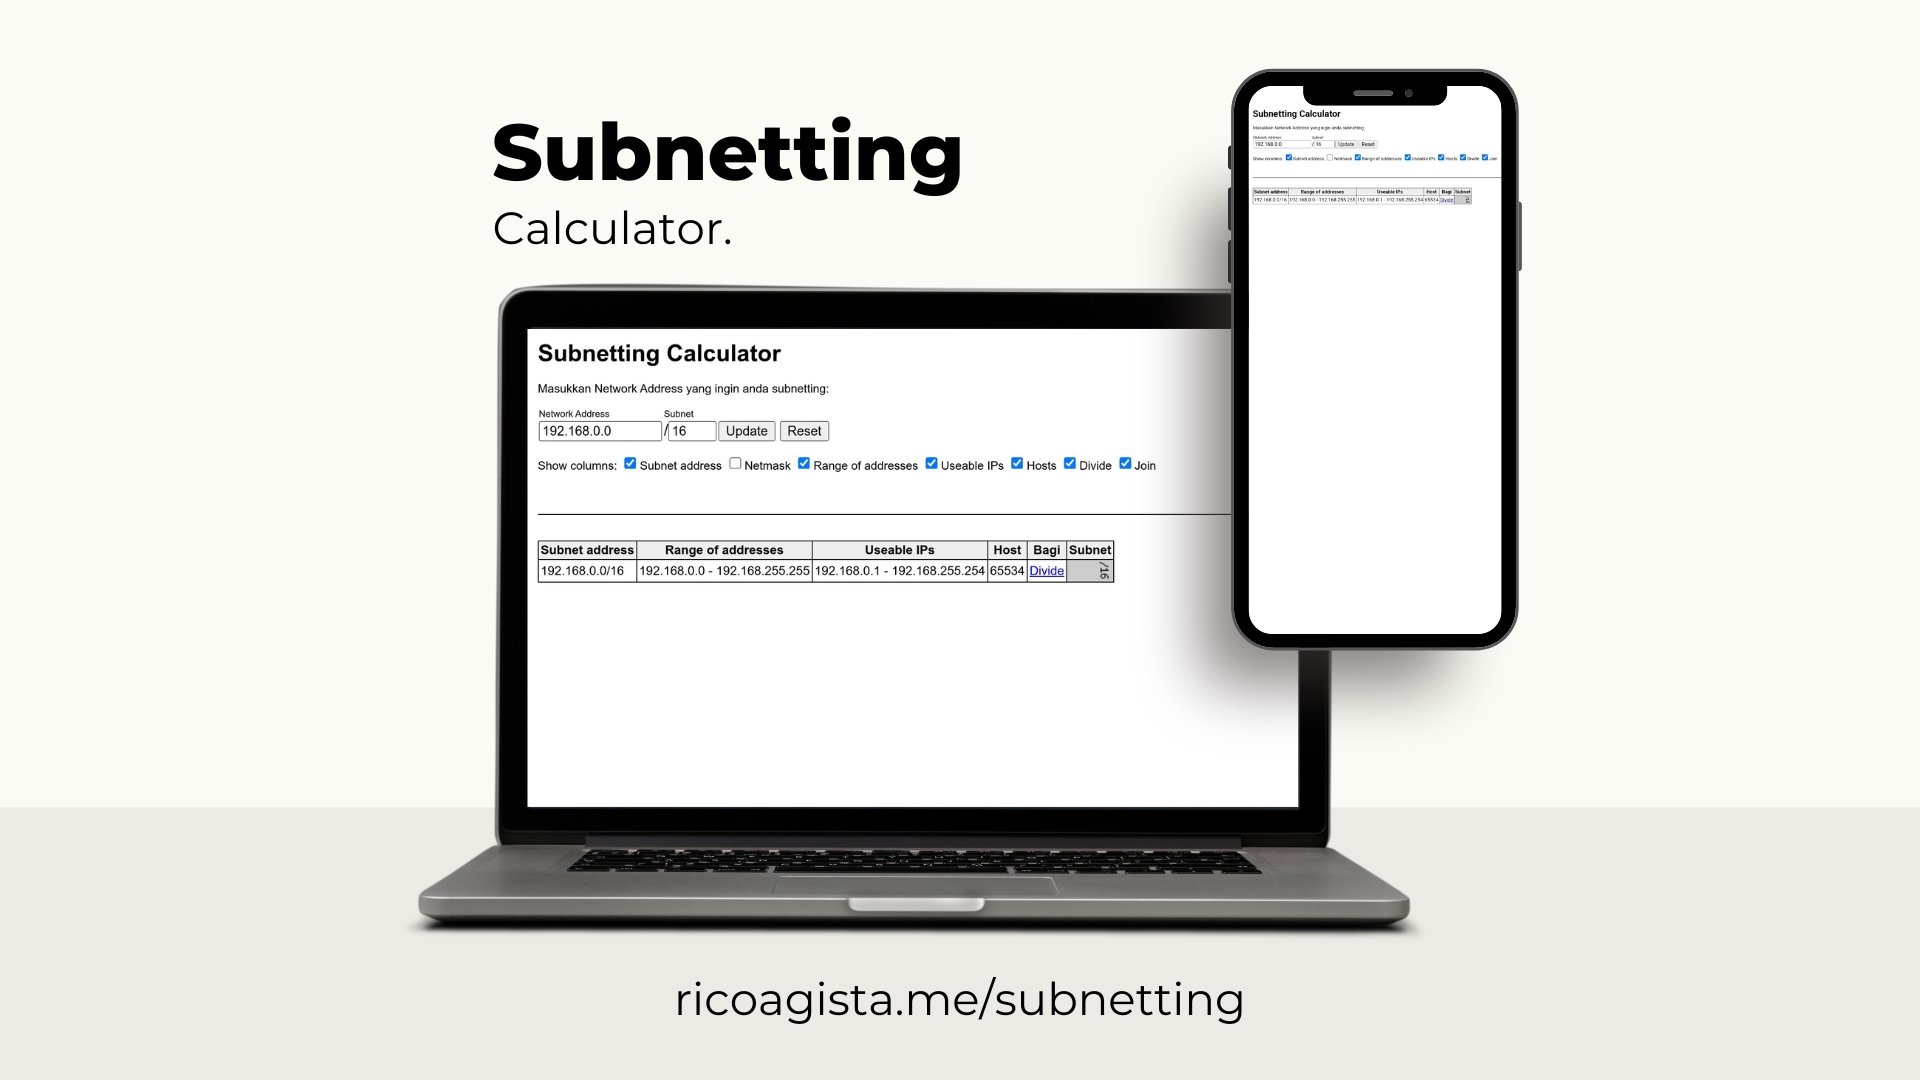 Subnetting
Calculator.
Subnetting Calculator
Masukkan Network Address yang ingin anda subnetting:
Network Address Subnet
192.168.0.0 / 16 Update Reset
Show columns: Subnet address Netmask Range of addresses Useable IPs Hosts Divide Join
Subnet address Range of addresses Useable IPs Host Bagi Subnet
192.168.0.0/16 192.168.0.0 - 192.168.255.255 192.168.0.1 - 192.168.255.254 65534 Divide /16
Subnetting Calculator
Masukkan Network Address yang ingin anda subnetting
Network Address Subnet
192.168.0.0 / 16 Update Reset
Show columns: Subnet address Netmask Range of addresses Useable IPs Hosts Divide Join
Subnet address Range of addresses Useable IPs Host Bagi Subnet
192.168.0.0/16 192.168.0.0 - 192.168.255.255 192.168.0.1 - 192.168.255.254 65534 Divide /16
ricoagista.me/subnetting